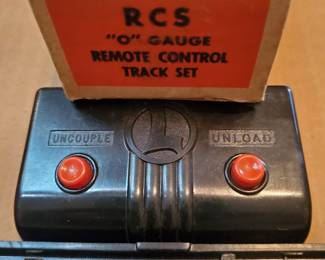 RCS
"O" GAUGE
REMOTE CONTROL
TRACK SET
UNCOUPLE
UNLOAD
L